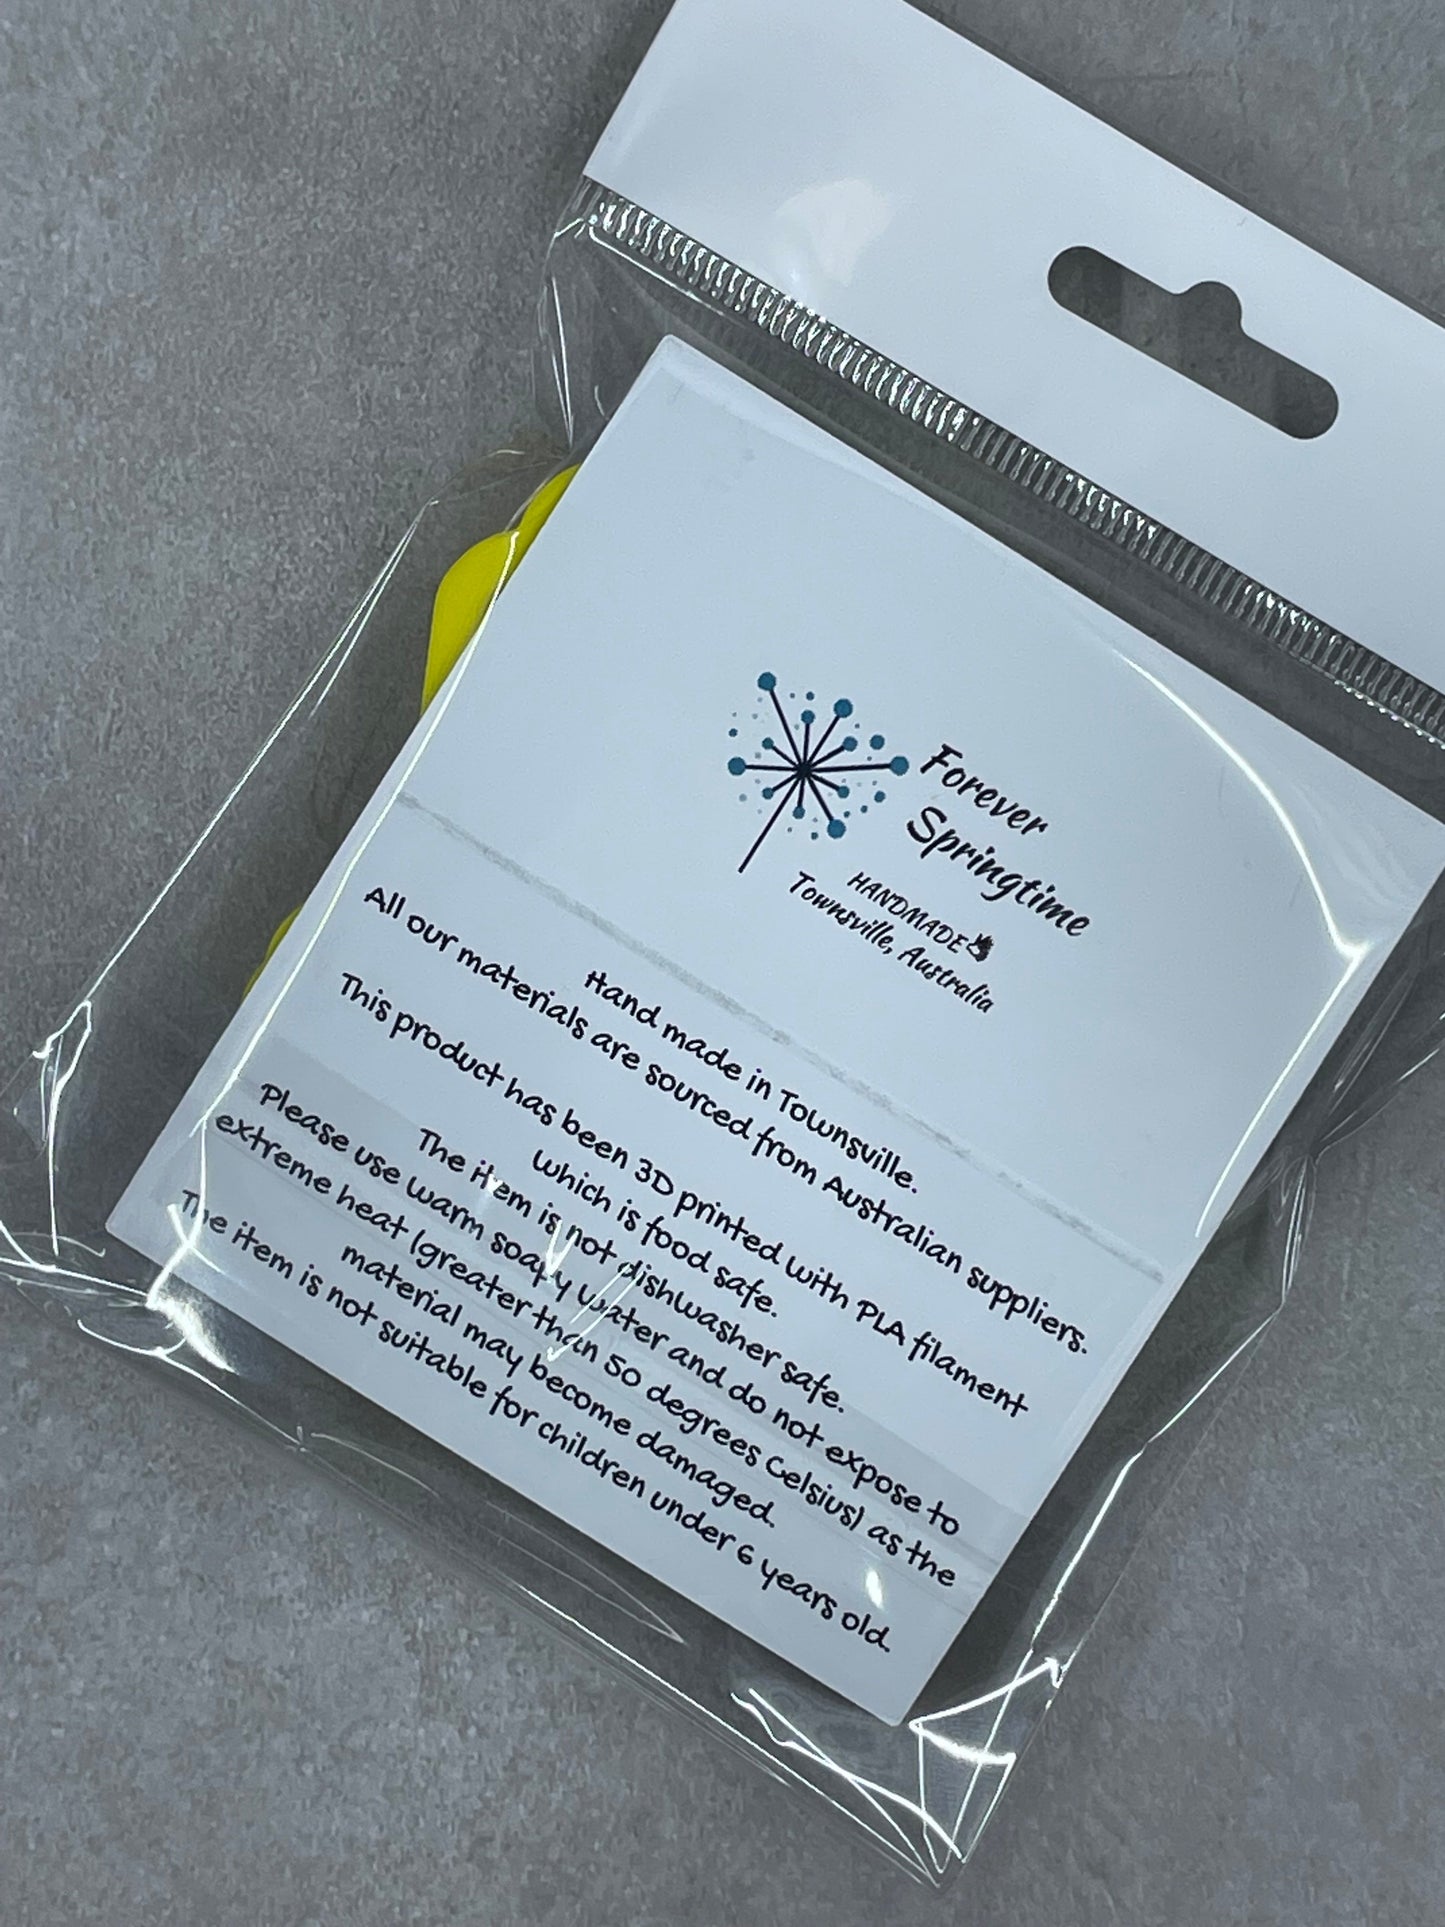 Forever
Springtime
HANDMADE
Townsville, Australia
Hand made in Townsville.
All our materials are sourced from Australian suppliers.
This product has been 3D printed with PLA filament
which is food safe.
The item is not dishwasher safe.
Please use warm soapy water and do not expose to
extreme heat (greater than 50 degrees Celsius) as the
material may become damaged.
The item is not suitable for children under 6 years old.